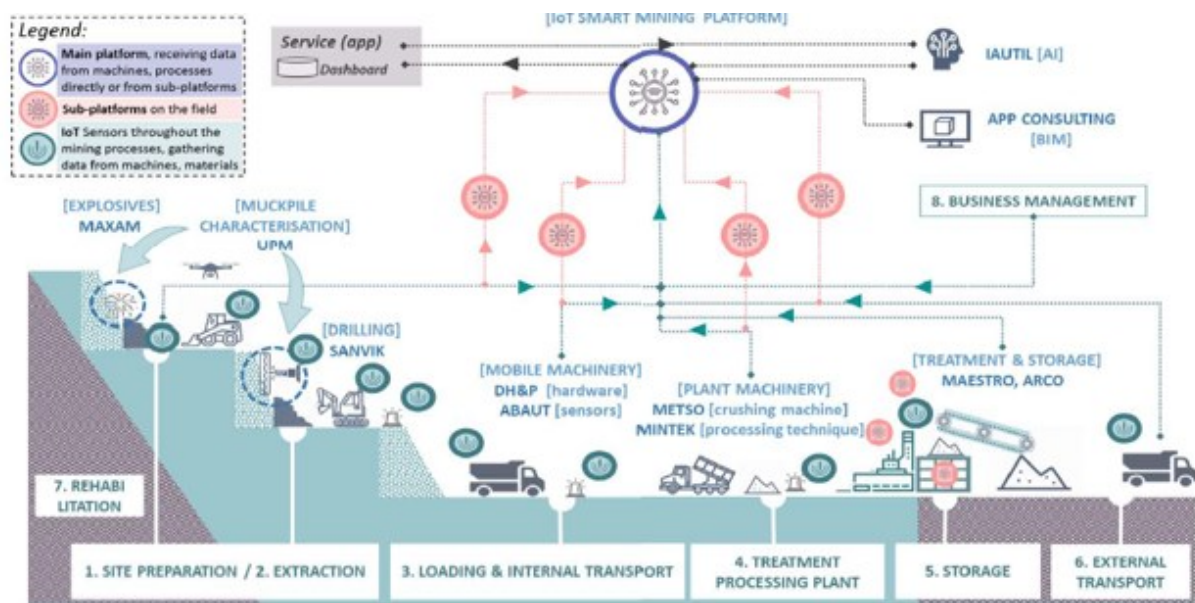 [IoT SMART MINING PLATFORM]
Legend:
Main platform, receiving data
from machines, processes
directly or from sub-platforms
Sub-platforms on the field
IoT Sensors throughout the
mining processes, gathering
data from machines, materials
Service (app)
Dashboard
IAUTIL [AI]
APP CONSULTING
[BIM]
8. BUSINESS MANAGEMENT
[EXPLOSIVES]
MAXAM
[MUCKPILE
CHARACTERISATION]
UPM
[DRILLING]
SANVIK
[MOBILE MACHINERY]
DH&P [hardware]
ABAUT [sensors]
[PLANT MACHINERY]
METSO [crushing machine]
MINTEK [processing technique]
[TREATMENT & STORAGE]
MAESTRO, ARCO
7. REHABI
LITATION
1. SITE PREPARATION / 2. EXTRACTION
3. LOADING & INTERNAL TRANSPORT
4. TREATMENT
PROCESSING PLANT
5. STORAGE
6. EXTERNAL
TRANSPORT